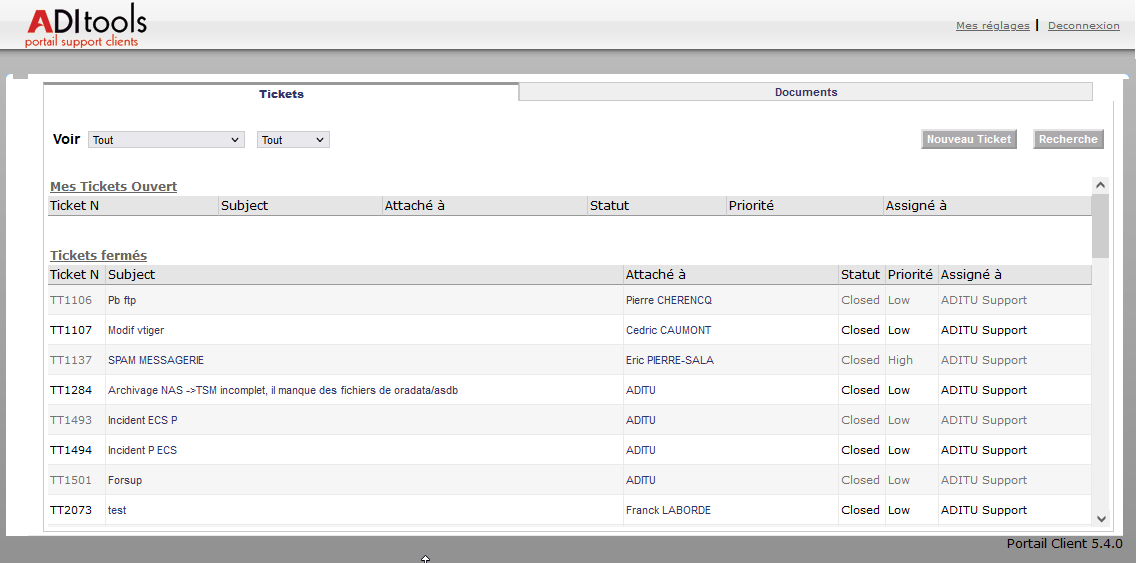 ADItools
portail support clients
Mes réglages | Deconnexion
Tickets Documents
Voir Tout Tout Nouveau Ticket Recherche
Mes Tickets Ouvert
Ticket N Subject Attaché à Statut Priorité Assigné à
Tickets fermés
Ticket N Subject Attaché à Statut Priorité Assigné à
TT1106 Pb ftp Pierre CHERENCQ Closed Low ADITU Support
TT1107 Modif vtiger Cedric CAUMONT Closed Low ADITU Support
TT1137 SPAM MESSAGERIE Eric PIERRE-SALA Closed High ADITU Support
TT1284 Archivage NAS ->TSM incomplet, il manque des fichiers de oradata/asdb ADITU Closed Low ADITU Support
TT1493 Incident ECS P ADITU Closed Low ADITU Support
TT1494 Incident P ECS ADITU Closed Low ADITU Support
TT1501 Forsup ADITU Closed Low ADITU Support
TT2073 test Franck LABORDE Closed Low ADITU Support
Portail Client 5.4.0